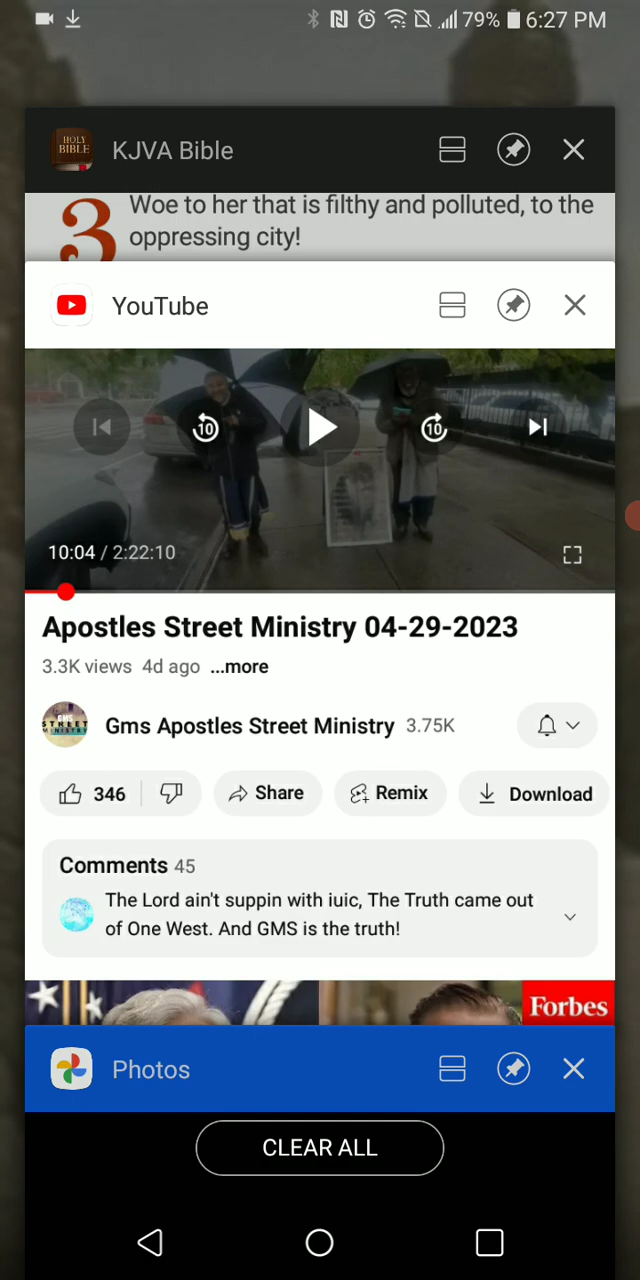 79% 6:27 PM
HOLY
BIBLE
KJVA Bible
3
Woe to her that is filthy and polluted, to the
oppressing city!
YouTube
10
10
10:04 / 2:22:10
Apostles Street Ministry 04-29-2023
3.3K views 4d ago ...more
GMS
STREET
MINISTRY
Gms Apostles Street Ministry 3.75K
346
Share
Remix
Download
Comments 45
The Lord ain't suppin with iuic, The Truth came out
of One West. And GMS is the truth!
Forbes
Photos
CLEAR ALL